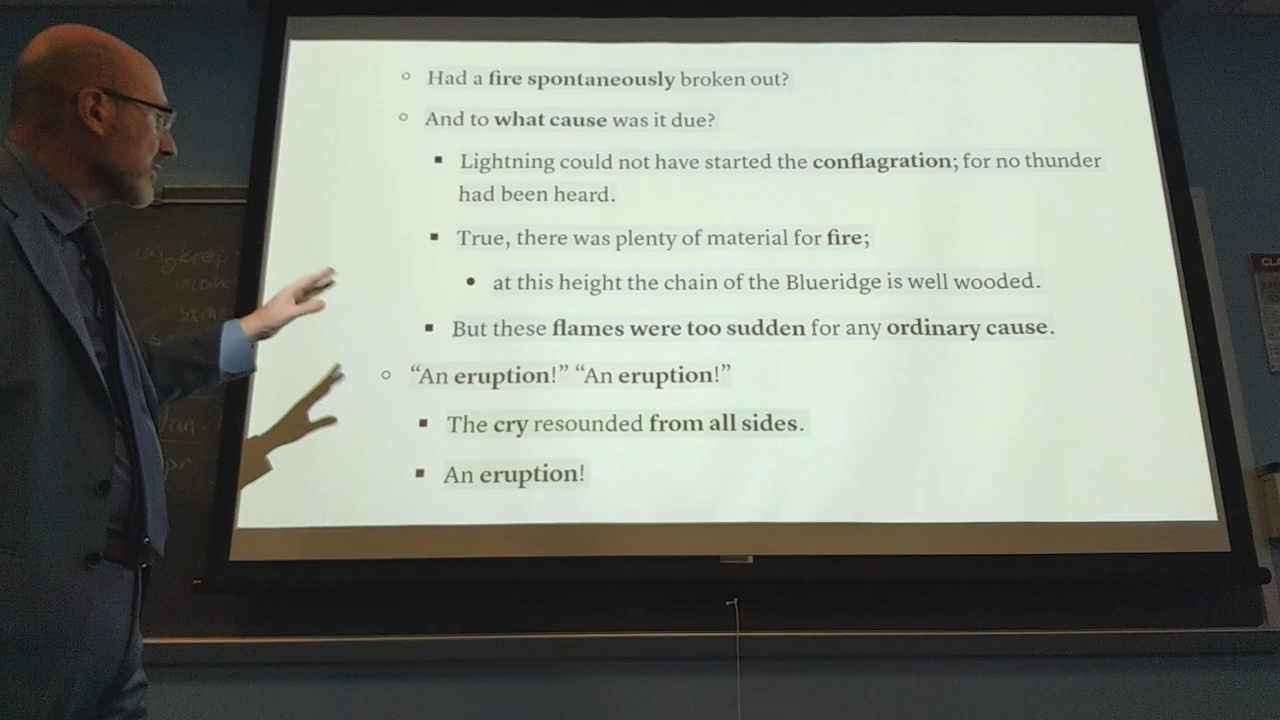 Had a fire spontaneously broken out?
And to what cause was it due?
Lightning could not have started the conflagration; for no thunder
had been heard.
True, there was plenty of material for fire;
at this height the chain of the Blueridge is well wooded.
But these flames were too sudden for any ordinary cause.
“An eruption!” “An eruption!”
The cry resounded from all sides.
An eruption!
keep